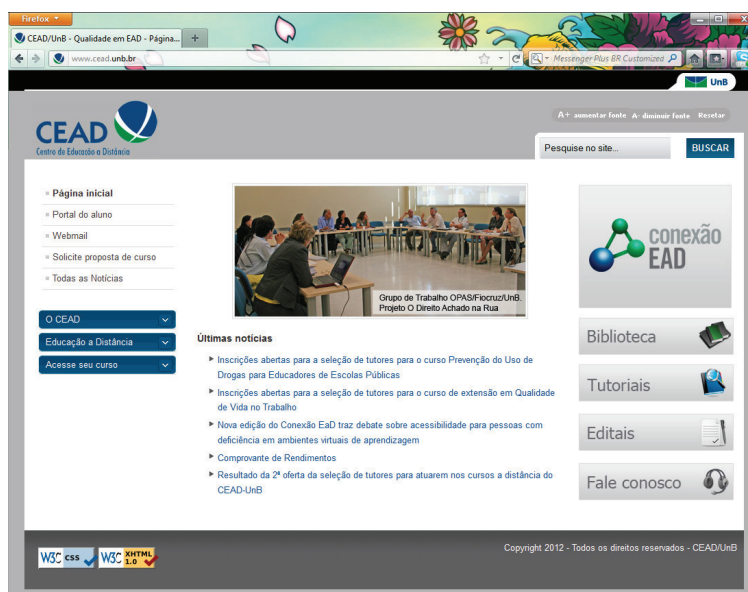 Firefox
CEAD/UnB - Qualidade em EAD - Página...
www.cead.unb.br
Messenger Plus BR Customized
UnB
A+ aumentar fonte A- diminuir fonte Resetar
CEAD
Centro de Educação a Distância
Pesquise no site...
BUSCAR
Página inicial
Portal do aluno
Webmail
Solicite proposta de curso
Todas as Notícias
O CEAD
Educação a Distância
Acesse seu curso
Grupo de Trabalho OPAS/Fiocruz/UnB.
Projeto O Direito Achado na Rua
Últimas notícias
Inscrições abertas para a seleção de tutores para o curso Prevenção do Uso de
Drogas para Educadores de Escolas Públicas
Inscrições abertas para a seleção de tutores para o curso de extensão em Qualidade
de Vida no Trabalho
Nova edição do Conexão EaD traz debate sobre acessibilidade para pessoas com
deficiência em ambientes virtuais de aprendizagem
Comprovante de Rendimentos
Resultado da 2ª oferta da seleção de tutores para atuarem nos cursos a distância do
CEAD-UnB
conexão
EAD
Biblioteca
Tutoriais
Editais
Fale conosco
W3C css
W3C XHTML
1.0
Copyright 2012 - Todos os direitos reservados - CEAD/UnB